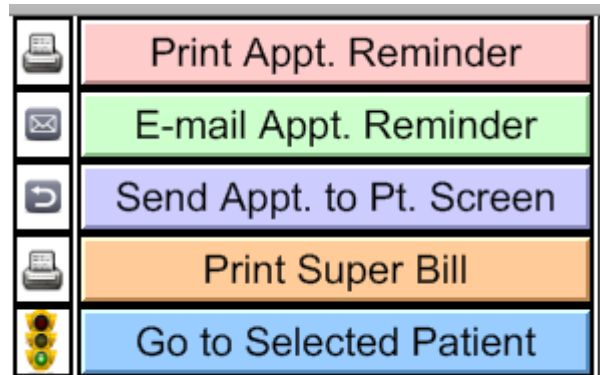 Print Appt. Reminder
E-mail Appt. Reminder
Send Appt. to Pt. Screen
Print Super Bill
Go to Selected Patient